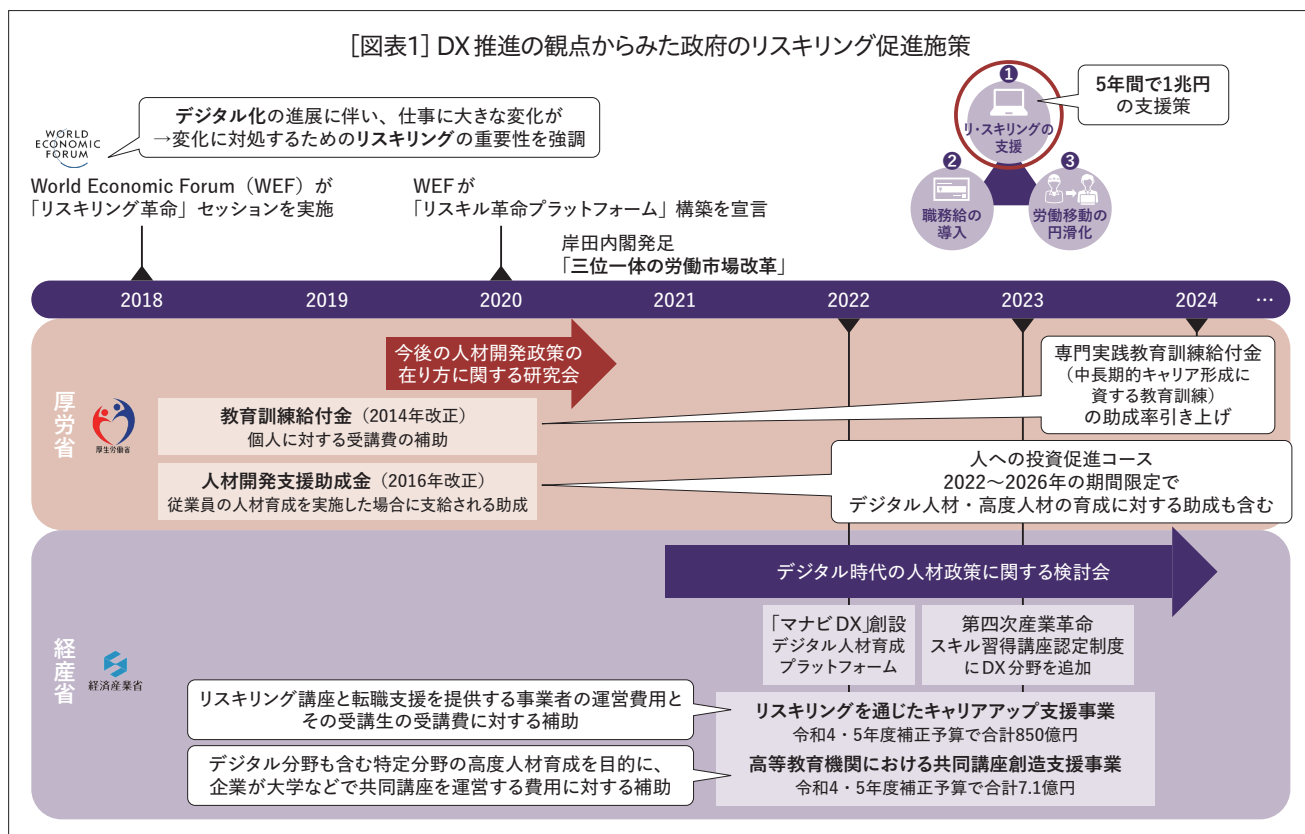 ［図表1］DX推進の観点からみた政府のリスキリング促進施策
WORLD
ECONOMIC
FORUM
デジタル化の進展に伴い、仕事に大きな変化が
→変化に対処するためのリスキリングの重要性を強調
World Economic Forum（WEF）が
「リスキリング革命」セッションを実施
WEFが
「リスキル革命プラットフォーム」構築を宣言
岸田内閣発足
「三位一体の労働市場改革」
❶
リ・スキリングの
支援
5年間で1兆円
の支援策
❷
職務給の
導入
❸
労働移動の
円滑化
2018 2019 2020 2021 2022 2023 2024 …
厚労省
厚生労働省
今後の人材開発政策の
在り方に関する研究会
教育訓練給付金（2014年改正）
個人に対する受講費の補助
専門実践教育訓練給付金
（中長期的キャリア形成に
資する教育訓練）
の助成率引き上げ
人材開発支援助成金（2016年改正）
従業員の人材育成を実施した場合に支給される助成
人への投資促進コース
2022〜2026年の期間限定で
デジタル人材・高度人材の育成に対する助成も含む
経産省
経済産業省
デジタル時代の人材政策に関する検討会
「マナビDX」創設
デジタル人材育成
プラットフォーム
第四次産業革命
スキル習得講座認定制度
にDX分野を追加
リスキリング講座と転職支援を提供する事業者の運営費用と
その受講生の受講費に対する補助
リスキリングを通じたキャリアアップ支援事業
令和4・5年度補正予算で合計850億円
デジタル分野も含む特定分野の高度人材育成を目的に、
企業が大学などで共同講座を運営する費用に対する補助
高等教育機関における共同講座創造支援事業
令和4・5年度補正予算で合計7.1億円